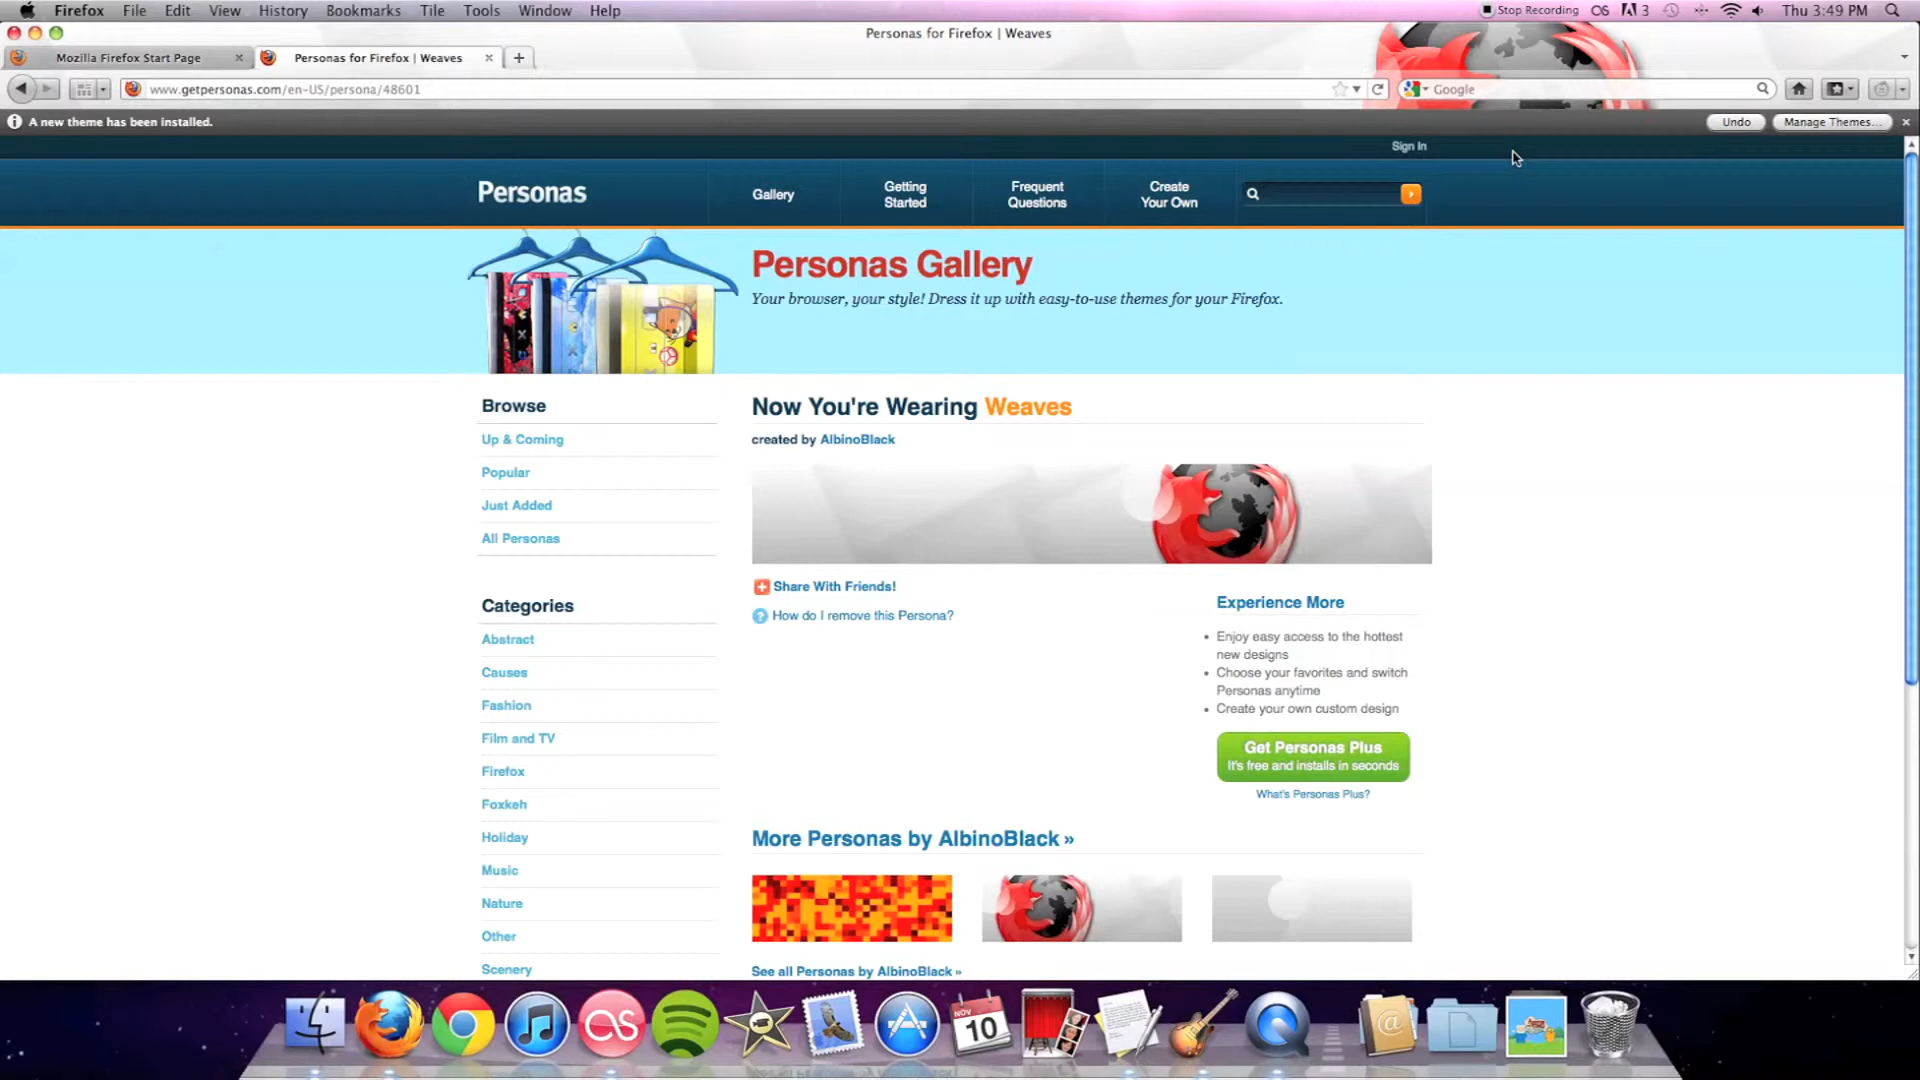 Firefox File Edit View History Bookmarks Tile Tools Window Help
Stop Recording 3 Thu 3:49 PM
Personas for Firefox | Weaves
Mozilla Firefox Start Page
Personas for Firefox | Weaves
www.getpersonas.com/en-US/persona/48601
Google
A new theme has been installed.
Undo Manage Themes...
Sign In
Personas
Gallery
Getting
Started
Frequent
Questions
Create
Your Own
Personas Gallery
Your browser, your style! Dress it up with easy-to-use themes for your Firefox.
Browse
Up & Coming
Popular
Just Added
All Personas
Categories
Abstract
Causes
Fashion
Film and TV
Firefox
Foxkeh
Holiday
Music
Nature
Other
Scenery
Now You're Wearing Weaves
created by AlbinoBlack
Share With Friends!
How do I remove this Persona?
Experience More
Enjoy easy access to the hottest
new designs
Choose your favorites and switch
Personas anytime
Create your own custom design
Get Personas Plus
It's free and installs in seconds
What's Personas Plus?
More Personas by AlbinoBlack »
See all Personas by AlbinoBlack »
NOV
10